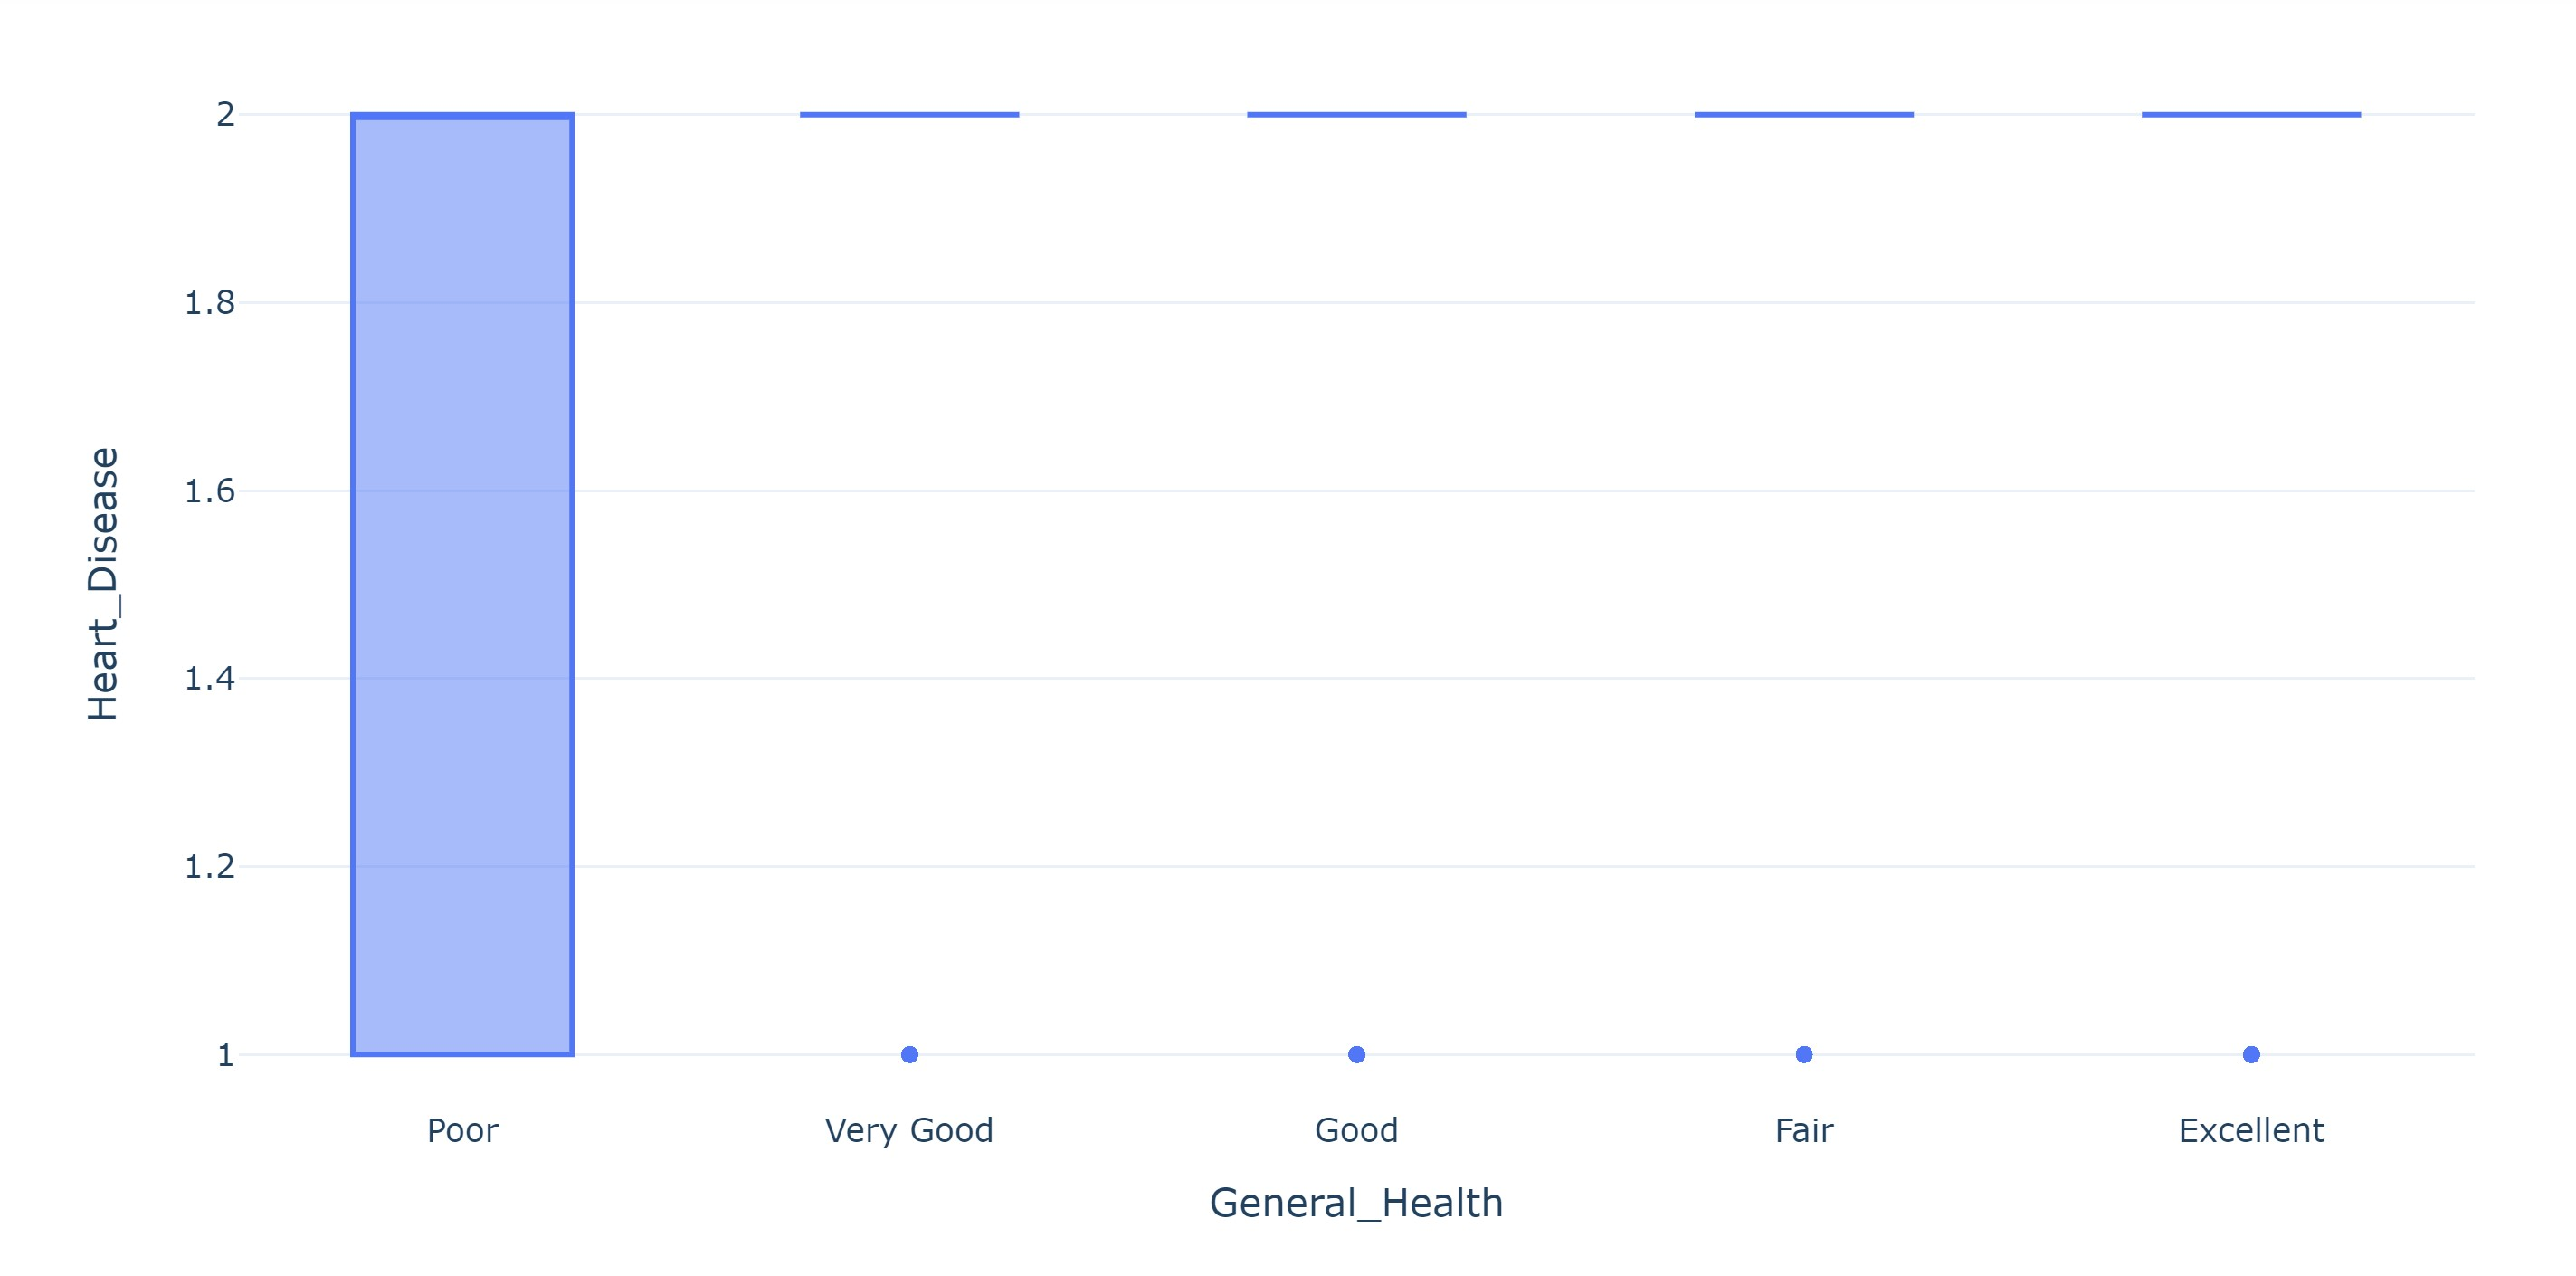 2
1.8
1.6
1.4
1.2
1
Heart_Disease
Poor
Very Good
Good
Fair
Excellent
General_Health